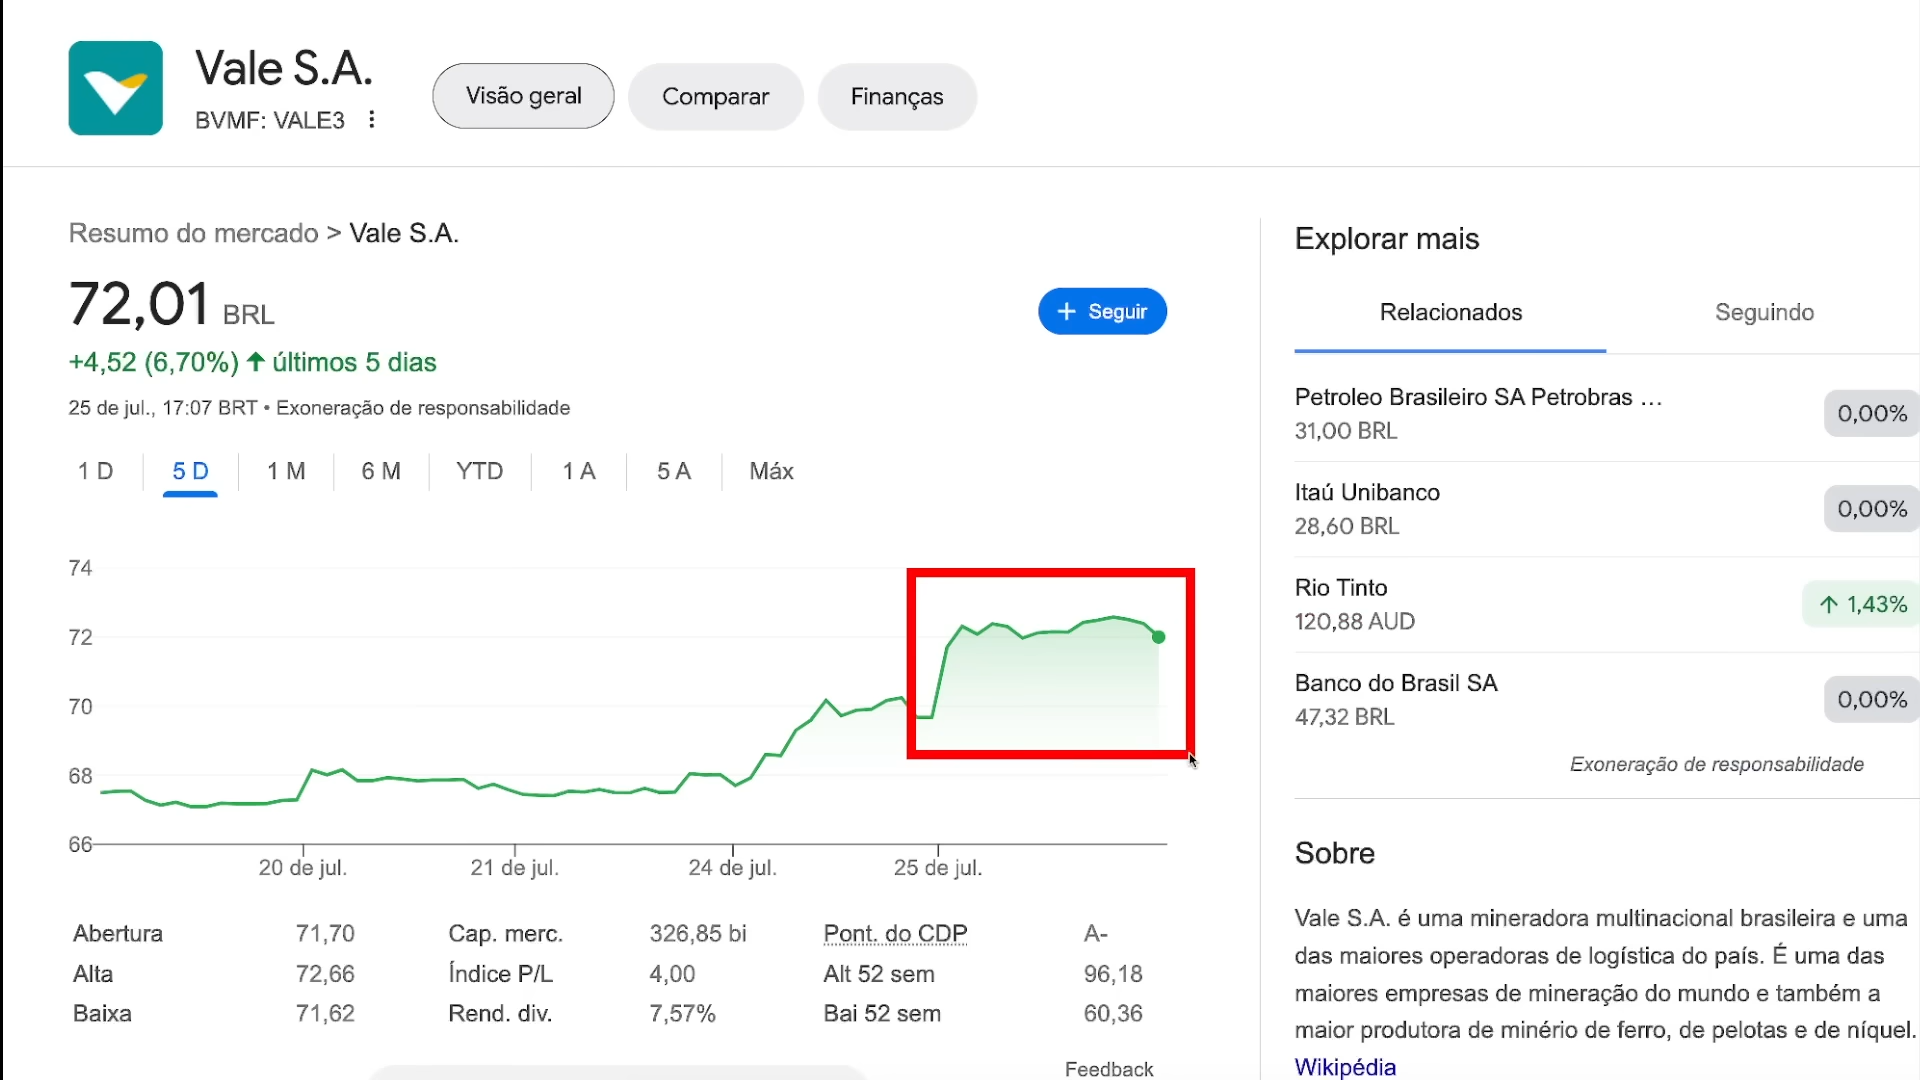 Vale S.A.
BVMF: VALE3
Visão geral
Comparar
Finanças
Resumo do mercado > Vale S.A.
72,01 BRL
+ Seguir
+4,52 (6,70%) ↑ últimos 5 dias
25 de jul., 17:07 BRT • Exoneração de responsabilidade
1 D
5 D
1 M
6 M
YTD
1 A
5 A
Máx
74
72
70
68
66
20 de jul.
21 de jul.
24 de jul.
25 de jul.
Abertura 71,70
Alta 72,66
Baixa 71,62
Cap. merc. 326,85 bi
Índice P/L 4,00
Rend. div. 7,57%
Pont. do CDP A-
Alt 52 sem 96,18
Bai 52 sem 60,36
Feedback
Explorar mais
Relacionados
Seguindo
Petroleo Brasileiro SA Petrobras …
31,00 BRL
0,00%
Itaú Unibanco
28,60 BRL
0,00%
Rio Tinto
120,88 AUD
↑ 1,43%
Banco do Brasil SA
47,32 BRL
0,00%
Exoneração de responsabilidade
Sobre
Vale S.A. é uma mineradora multinacional brasileira e uma
das maiores operadoras de logística do país. É uma das
maiores empresas de mineração do mundo e também a
maior produtora de minério de ferro, de pelotas e de níquel.
Wikipédia